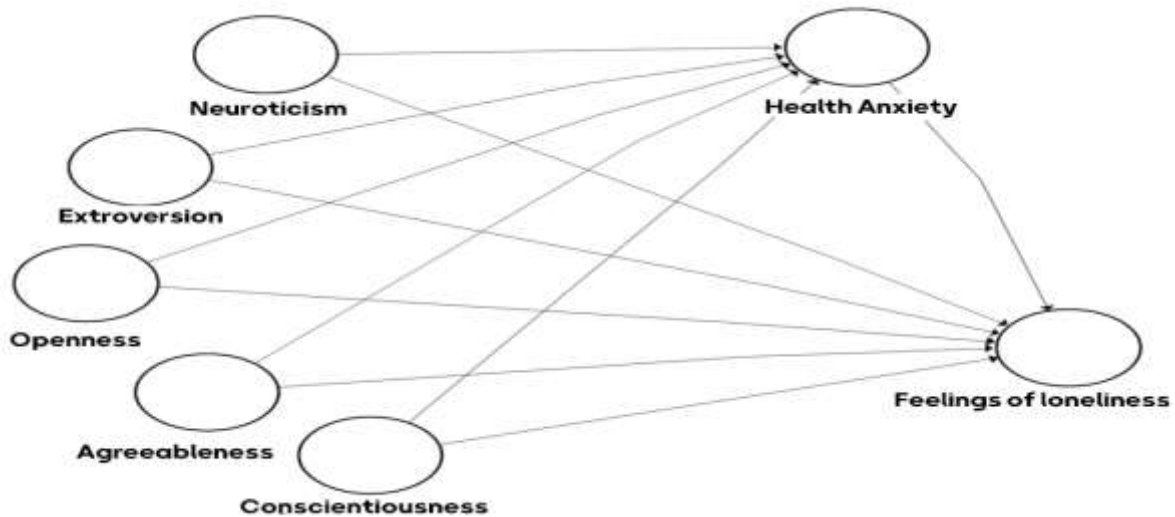 Neuroticism
Health Anxiety
Extroversion
Openness
Feelings of loneliness
Agreeableness
Conscientiousness